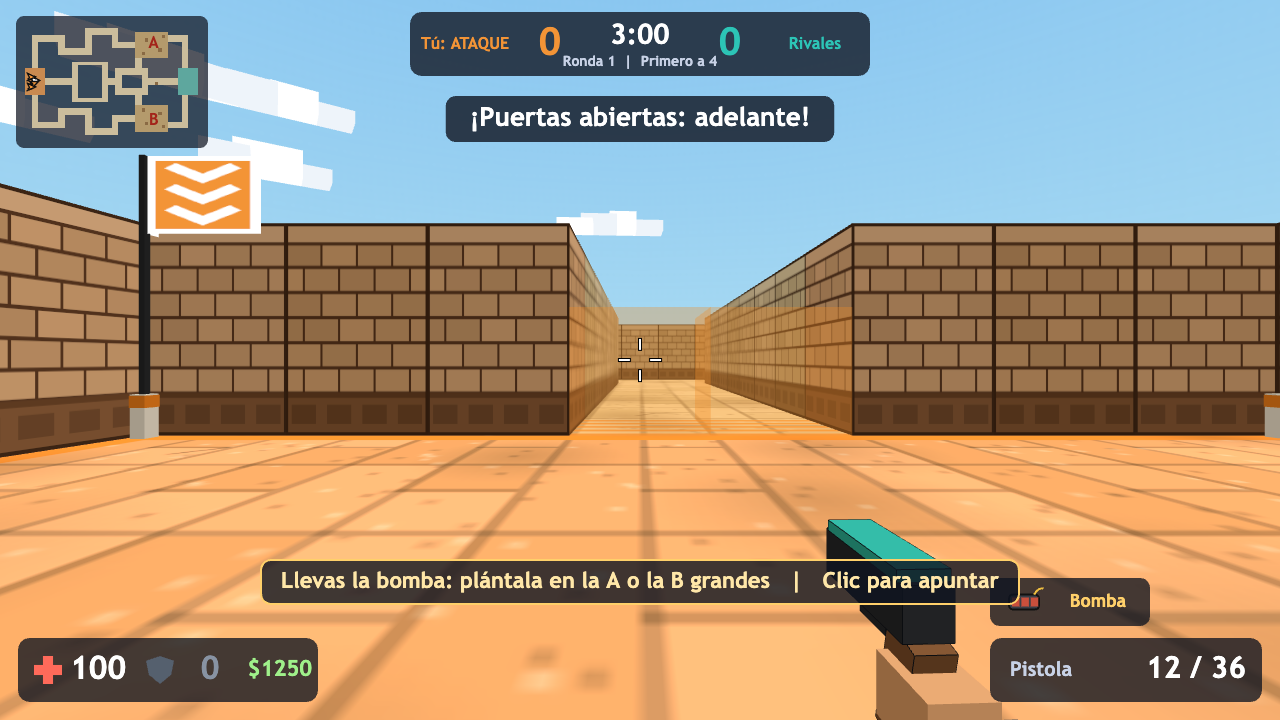 A
B
Tú: ATAQUE 0 3:00 0 Rivales
Ronda 1 | Primero a 4
¡Puertas abiertas: adelante!
Llevas la bomba: plántala en la A o la B grandes | Clic para apuntar
Bomba
100 0 $1250
Pistola 12 / 36